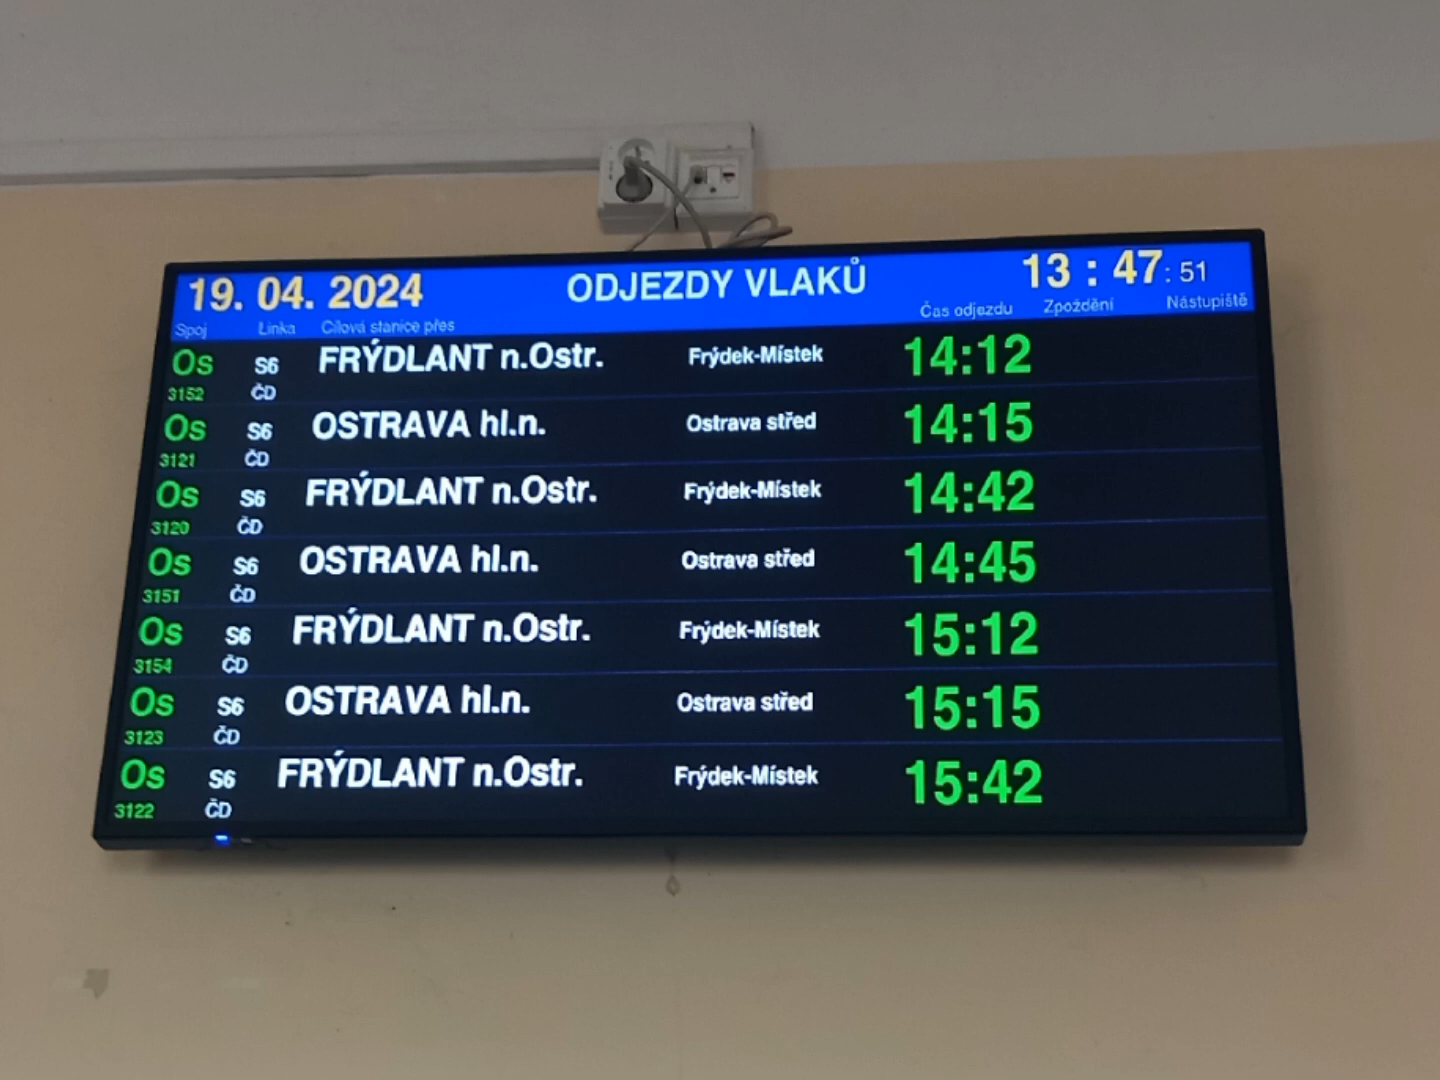 19. 04. 2024 ODJEZDY VLAKŮ 13 : 47 : 51
Spoj Linka Cílová stanice přes Čas odjezdu Zpoždění Nástupiště
Os S6 FRÝDLANT n.Ostr. Frýdek-Místek 14:12
3152 ČD
Os S6 OSTRAVA hl.n. Ostrava střed 14:15
3121 ČD
Os S6 FRÝDLANT n.Ostr. Frýdek-Místek 14:42
3120 ČD
Os S6 OSTRAVA hl.n. Ostrava střed 14:45
3151 ČD
Os S6 FRÝDLANT n.Ostr. Frýdek-Místek 15:12
3154 ČD
Os S6 OSTRAVA hl.n. Ostrava střed 15:15
3123 ČD
Os S6 FRÝDLANT n.Ostr. Frýdek-Místek 15:42
3122 ČD